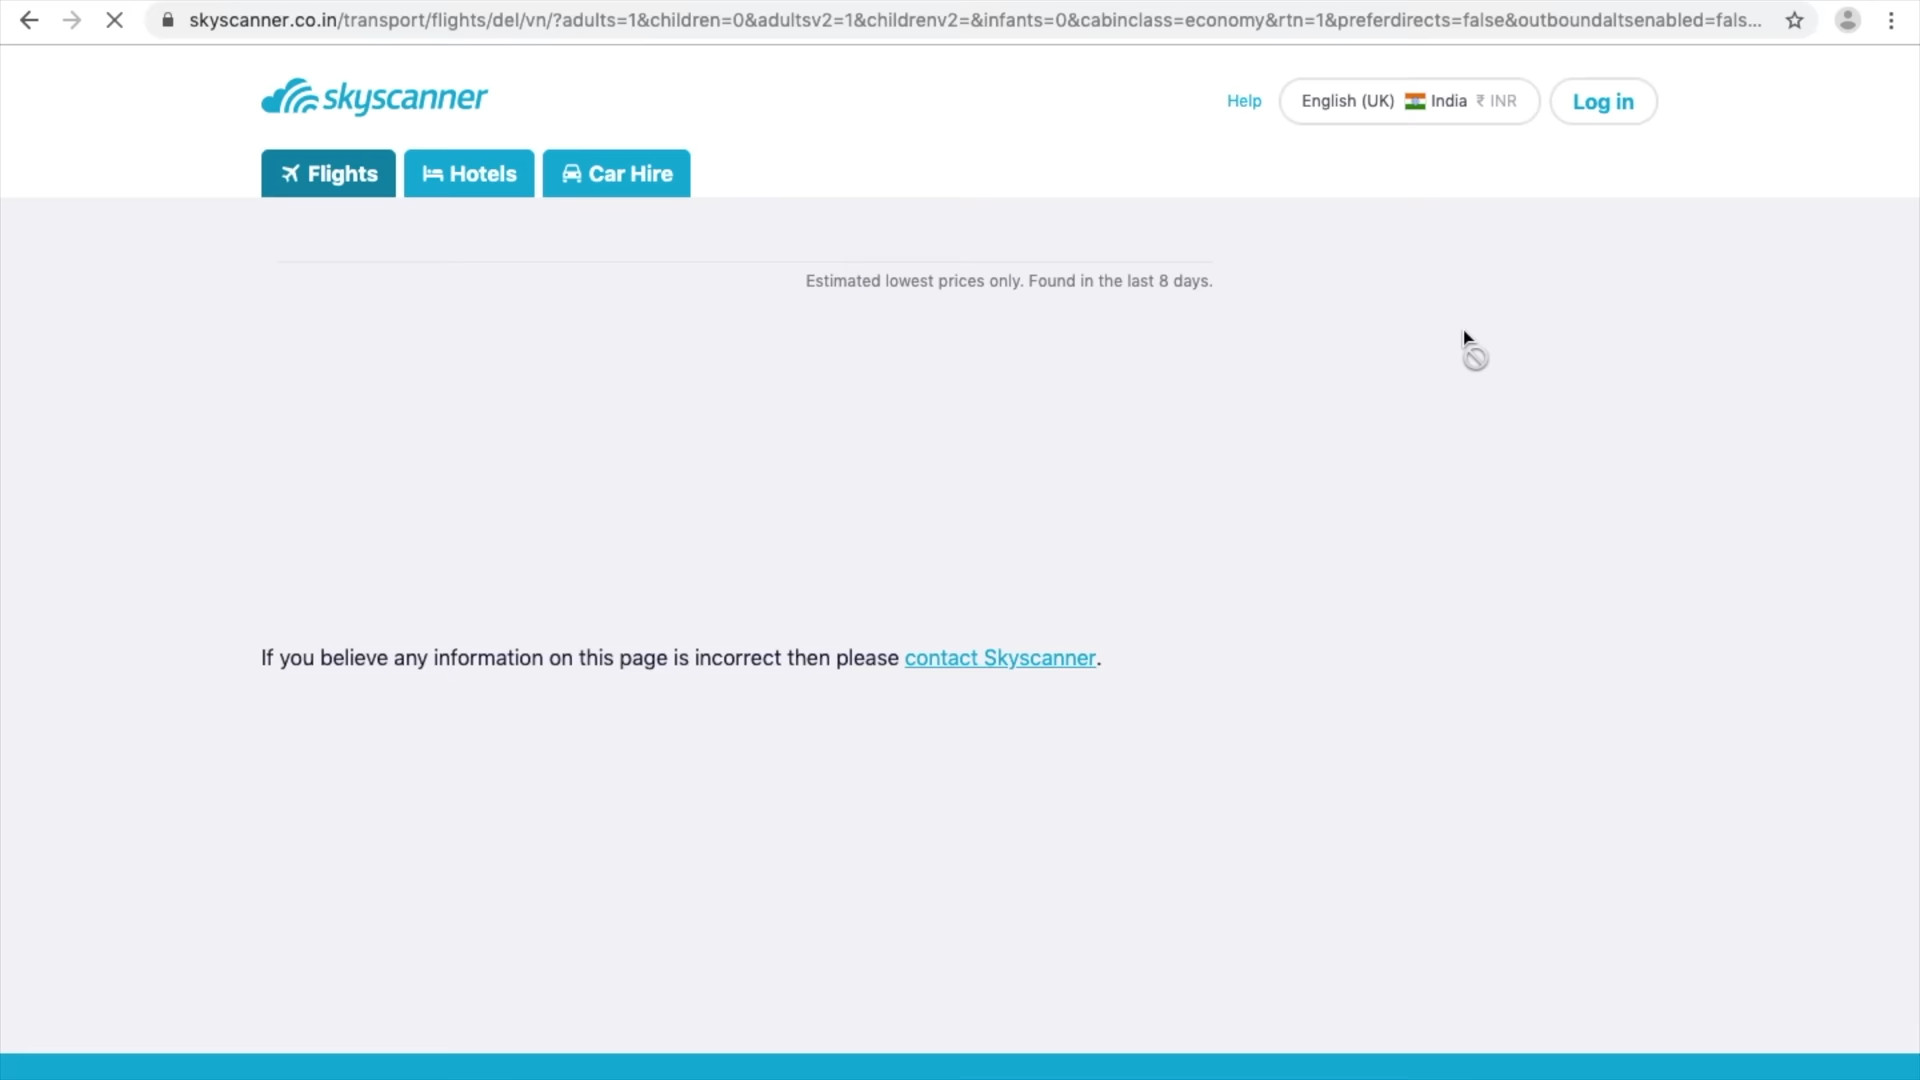 skyscanner.co.in/transport/flights/del/vn/?adults=1&children=0&adultsv2=1&childrenv2=&infants=0&cabinclass=economy&rtn=1&preferdirects=false&outboundaltsenabled=fals...
skyscanner
Help
English (UK) India ₹ INR
Log in
Flights
Hotels
Car Hire
Estimated lowest prices only. Found in the last 8 days.
If you believe any information on this page is incorrect then please contact Skyscanner.